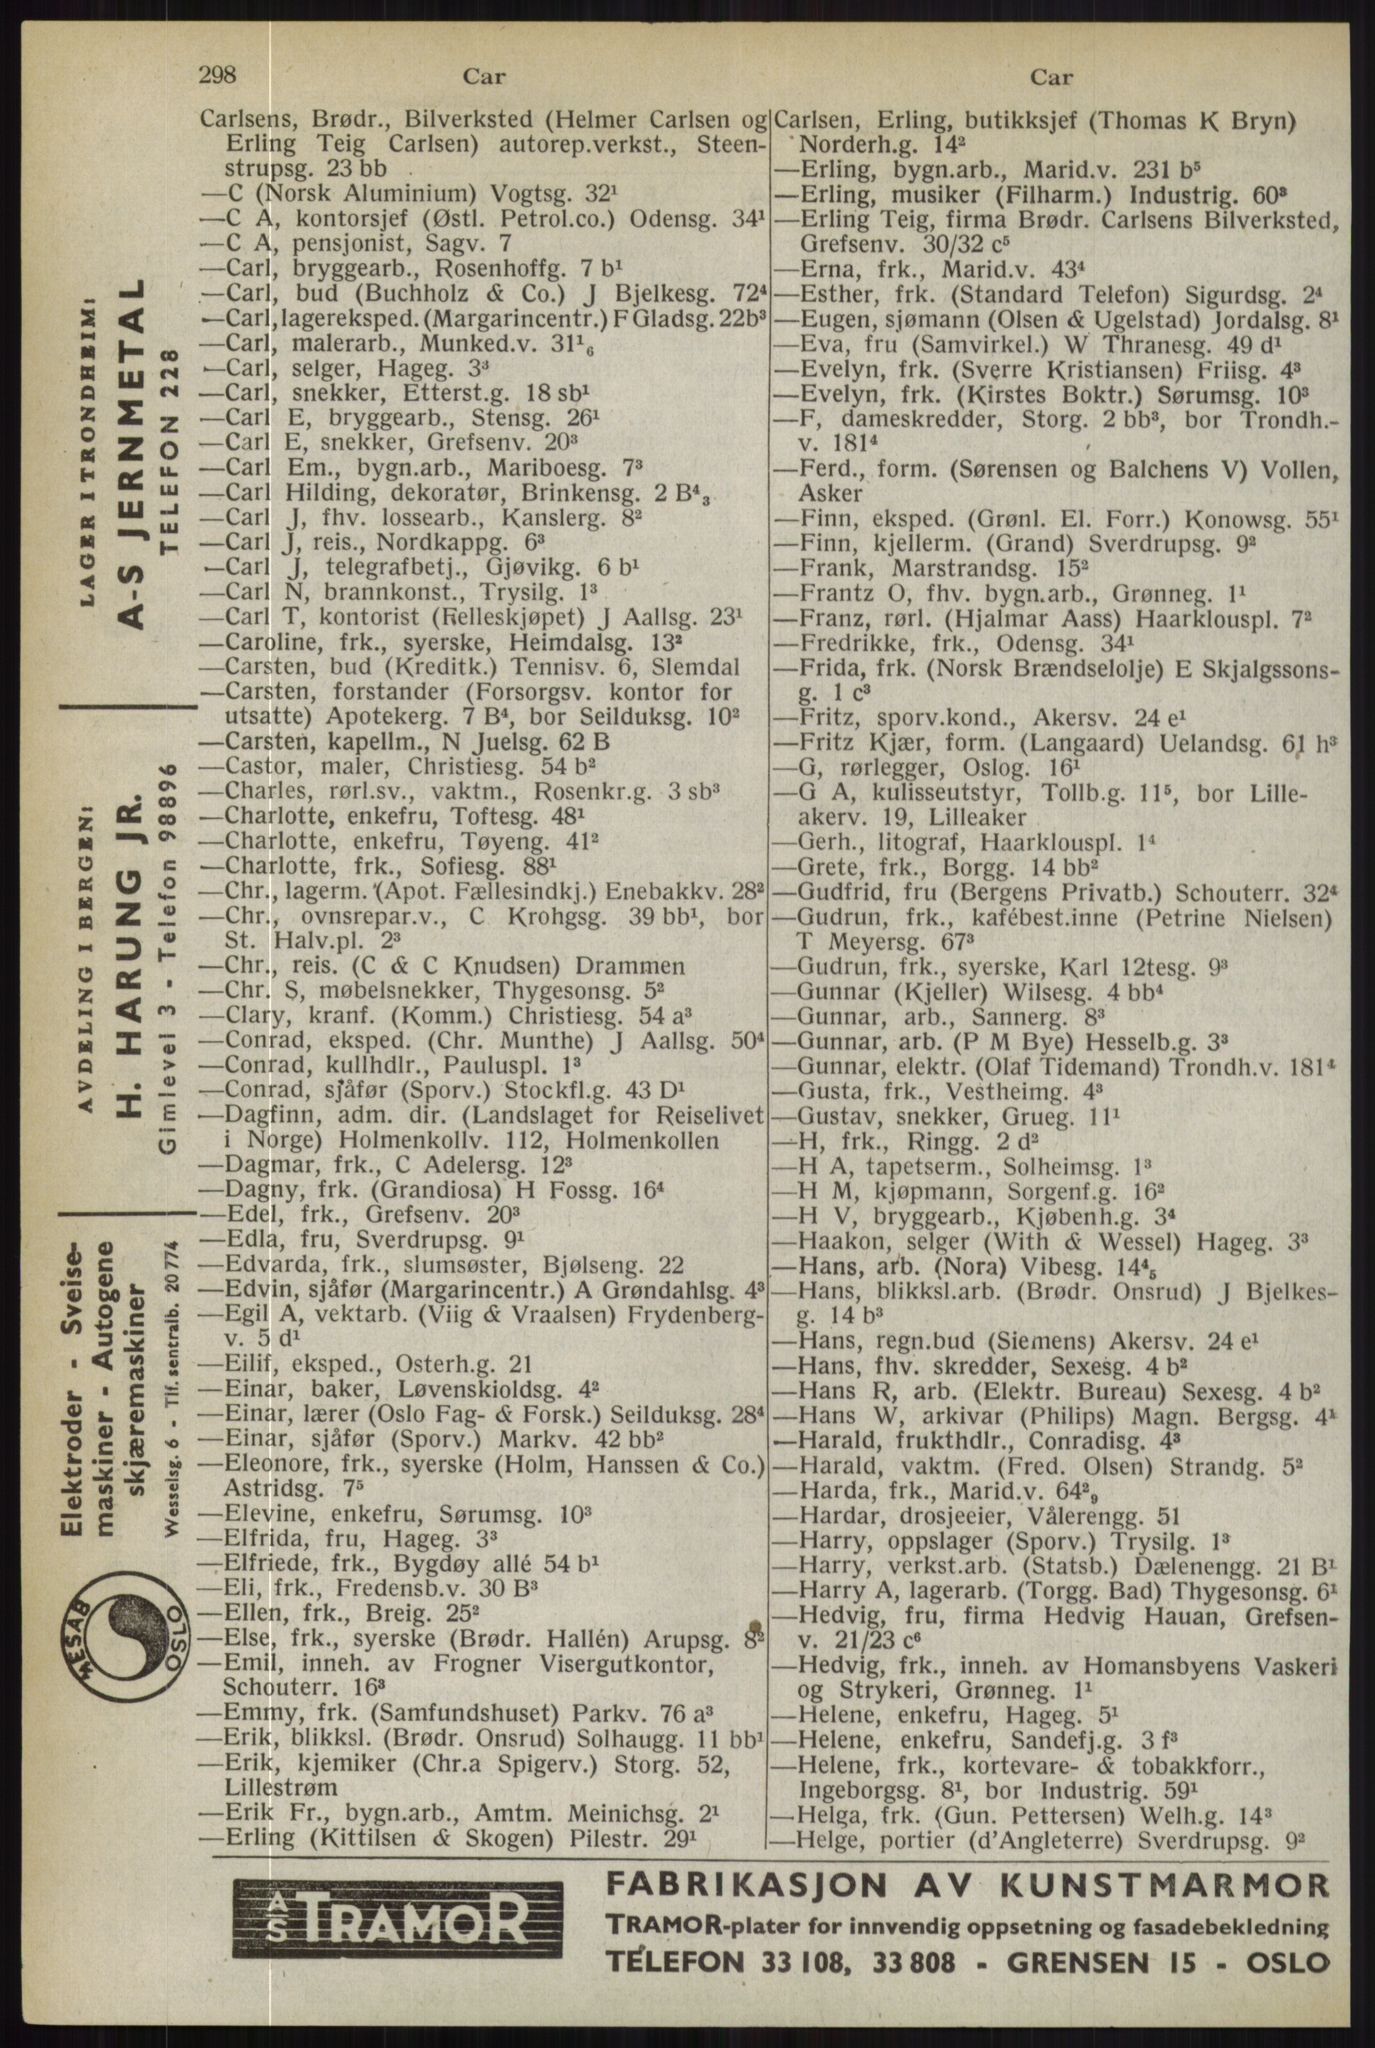 298
Car
Car
Carlsens, Brødr., Bilverksted (Helmer Carlsen og
Erling Teig Carlsen) autorep.verkst., Steen-
strupsg. 23 bb
—C (Norsk Aluminium) Vogtsg. 32¹
—C A, kontorsjef (Østl. Petrol.co.) Odensg. 34¹
—C A, pensjonist, Sagv. 7
—Carl, bryggearb., Rosenhoffg. 7 b¹
—Carl, bud (Buchholz & Co.) J Bjelkesg. 72⁴
—Carl, lagereksped. (Margarincentr.) F Gladsg. 22b³
—Carl, malerarb., Munked.v. 31¹₆
—Carl, selger, Hageg. 3³
—Carl, snekker, Etterst.g. 18 sb¹
—Carl E, bryggearb., Stensg. 26¹
—Carl E, snekker, Grefsenv. 20³
—Carl Em., bygn.arb., Mariboesg. 7³
—Carl Hilding, dekoratør, Brinkensg. 2 B⁴₃
—Carl J, fhv. lossearb., Kanslerg. 8²
—Carl J, reis., Nordkappg. 6³
—Carl J, telegrafbetj., Gjøvikg. 6 b¹
—Carl N, brannkonst., Trysilg. 1³
—Carl T, kontorist (Felleskjøpet) J Aallsg. 23¹
—Caroline, frk., syerske, Heimdalsg. 13²
—Carsten, bud (Kreditk.) Tennisv. 6, Slemdal
—Carsten, forstander (Forsorgsv. kontor for
utsatte) Apotekerg. 7 B⁴, bor Seilduksg. 10²
—Carsten, kapellm., N Juelsg. 62 B
—Castor, maler, Christiesg. 54 b²
—Charles, rørl.sv., vaktm., Rosenkr.g. 3 sb³
—Charlotte, enkefru, Toftesg. 48¹
—Charlotte, enkefru, Tøyeng. 41²
—Charlotte, frk., Sofiesg. 88¹
—Chr., lagerm. (Apot. Fællesindkj.) Enebakkv. 28²
—Chr., ovnsrepar.v., C Krohgsg. 39 bb¹, bor
St. Halv.pl. 2³
—Chr., reis. (C & C Knudsen) Drammen
—Chr. S, møbelsnekker, Thygesonsg. 5²
—Clary, kranf. (Komm.) Christiesg. 54 a³
—Conrad, eksped. (Chr. Munthe) J Aallsg. 50⁴
—Conrad, kullhdlr., Pauluspl. 1³
—Conrad, sjåfør (Sporv.) Stockfl.g. 43 D¹
—Dagfinn, adm. dir. (Landslaget for Reiselivet
i Norge) Holmenkollv. 112, Holmenkollen
—Dagmar, frk., C Adelersg. 12³
—Dagny, frk. (Grandiosa) H Fossg. 16⁴
—Edel, frk., Grefsenv. 20³
—Edla, fru, Sverdrupsg. 9¹
—Edvarda, frk., slumsøster, Bjølseng. 22
—Edvin, sjåfør (Margarincentr.) A Grøndahlsg. 4³
—Egil A, vektarb. (Viig & Vraalsen) Frydenberg-
v. 5 d¹
—Eilif, eksped., Osterh.g. 21
—Einar, baker, Løvenskioldsg. 4²
—Einar, lærer (Oslo Fag- & Forsk.) Seilduksg. 28⁴
—Einar, sjåfør (Sporv.) Markv. 42 bb²
—Eleonore, frk., syerske (Holm, Hanssen & Co.)
Astridsg. 7⁵
—Elevine, enkefru, Sørumsg. 10³
—Elfrida, fru, Hageg. 3³
—Elfriede, frk., Bygdøy allé 54 b¹
—Eli, frk., Fredensb.v. 30 B³
—Ellen, frk., Breig. 25²
—Else, frk., syerske (Brødr. Hallén) Arupsg. 8²
—Emil, inneh. av Frogner Visergutkontor,
Schouterr. 16³
—Emmy, frk. (Samfundshuset) Parkv. 76 a³
—Erik, blikksl. (Brødr. Onsrud) Solhaugg. 11 bb¹
—Erik, kjemiker (Chr.a Spigerv.) Storg. 52,
Lillestrøm
—Erik Fr., bygn.arb., Amtm. Meinichsg. 2¹
—Erling (Kittilsen & Skogen) Pilestr. 29¹
Carlsen, Erling, butikksjef (Thomas K Bryn)
Norderh.g. 14²
—Erling, bygn.arb., Marid.v. 231 b⁵
—Erling, musiker (Filharm.) Industrig. 60³
—Erling Teig, firma Brødr. Carlsens Bilverksted,
Grefsenv. 30/32 c⁵
—Erna, frk., Marid.v. 43⁴
—Esther, frk. (Standard Telefon) Sigurdsg. 2⁴
—Eugen, sjømann (Olsen & Ugelstad) Jordalsg. 8¹
—Eva, fru (Samvirkel.) W Thranesg. 49 d¹
—Evelyn, frk. (Sverre Kristiansen) Friisg. 4³
—Evelyn, frk. (Kirstes Boktr.) Sørumsg. 10³
—F, dameskredder, Storg. 2 bb³, bor Trondh.-
v. 181⁴
—Ferd., form. (Sørensen og Balchens V) Vollen,
Asker
—Finn, eksped. (Grønl. El. Forr.) Konowsg. 55¹
—Finn, kjellerm. (Grand) Sverdrupsg. 9²
—Frank, Marstrandsg. 15²
—Frantz O, fhv. bygn.arb., Grønneg. 1¹
—Franz, rørl. (Hjalmar Aass) Haarklouspl. 7²
—Fredrikke, frk., Odensg. 34¹
—Frida, frk. (Norsk Brændselolje) E Skjalgssons-
g. 1 c³
—Fritz, sporv.kond., Akersv. 24 e¹
—Fritz Kjær, form. (Langaard) Uelandsg. 61 h³
—G, rørlegger, Oslog. 16¹
—G A, kulisseutstyr, Tollb.g. 11⁵, bor Lille-
akerv. 19, Lilleaker
—Gerh., litograf, Haarklouspl. 1⁴
—Grete, frk., Borgg. 14 bb²
—Gudfrid, fru (Bergens Privatb.) Schouterr. 32⁴
—Gudrun, frk., kafébest.inne (Petrine Nielsen)
T Meyersg. 67³
—Gudrun, frk., syerske, Karl 12tesg. 9³
—Gunnar (Kjeller) Wilsesg. 4 bb⁴
—Gunnar, arb., Sannerg. 8³
—Gunnar, arb. (P M Bye) Hesselb.g. 3³
—Gunnar, elektr. (Olaf Tidemand) Trondh.v. 181⁴
—Gusta, frk., Vestheimg. 4³
—Gustav, snekker, Grueg. 11¹
—H, frk., Ringg. 2 d²
—H A, tapetserm., Solheimsg. 1³
—H M, kjøpmann, Sorgenf.g. 16²
—H V, bryggearb., Kjøbenh.g. 3⁴
—Haakon, selger (With & Wessel) Hageg. 3³
—Hans, arb. (Nora) Vibesg. 14⁴₅
—Hans, blikksl.arb. (Brødr. Onsrud) J Bjelkes-
g. 14 b³
—Hans, regn.bud (Siemens) Akersv. 24 e¹
—Hans, fhv. skredder, Sexesg. 4 b²
—Hans R, arb. (Elektr. Bureau) Sexesg. 4 b²
—Hans W, arkivar (Philips) Magn. Bergsg. 4¹
—Harald, frukthdlr., Conradisg. 4³
—Harald, vaktm. (Fred. Olsen) Strandg. 5²
—Harda, frk., Marid.v. 64²₉
—Hardar, drosjeeier, Vålerengg. 51
—Harry, oppslager (Sporv.) Trysilg. 1³
—Harry, verkst.arb. (Statsb.) Dælenengg. 21 B¹
—Harry A, lagerarb. (Torgg. Bad) Thygesonsg. 6¹
—Hedvig, fru, firma Hedvig Hauan, Grefsen-
v. 21/23 c⁶
—Hedvig, frk., inneh. av Homansbyens Vaskeri
og Strykeri, Grønneg. 1¹
—Helene, enkefru, Hageg. 5¹
—Helene, enkefru, Sandefj.g. 3 f³
—Helene, frk., kortevare- & tobakkforr.,
Ingeborgsg. 8¹, bor Industrig. 59¹
—Helga, frk. (Gun. Pettersen) Welh.g. 14³
—Helge, portier (d'Angleterre) Sverdrupsg. 9²
LAGER I TRONDHEIM:
A-S JERNMETAL
TELEFON 228
AVDELING I BERGEN:
H. HARUNG JR.
Gimlevei 3 - Telefon 98896
Elektroder - Sveise-
maskiner - Autogene
skjæremaskiner
Wesselsg. 6 - Tlf. sentralb. 20774
WESAB
OSLO
A/S TRAMOR
FABRIKASJON AV KUNSTMARMOR
TRAMOR-plater for innvendig oppsetning og fasadebekledning
TELEFON 33 108, 33 808 - GRENSEN 15 - OSLO